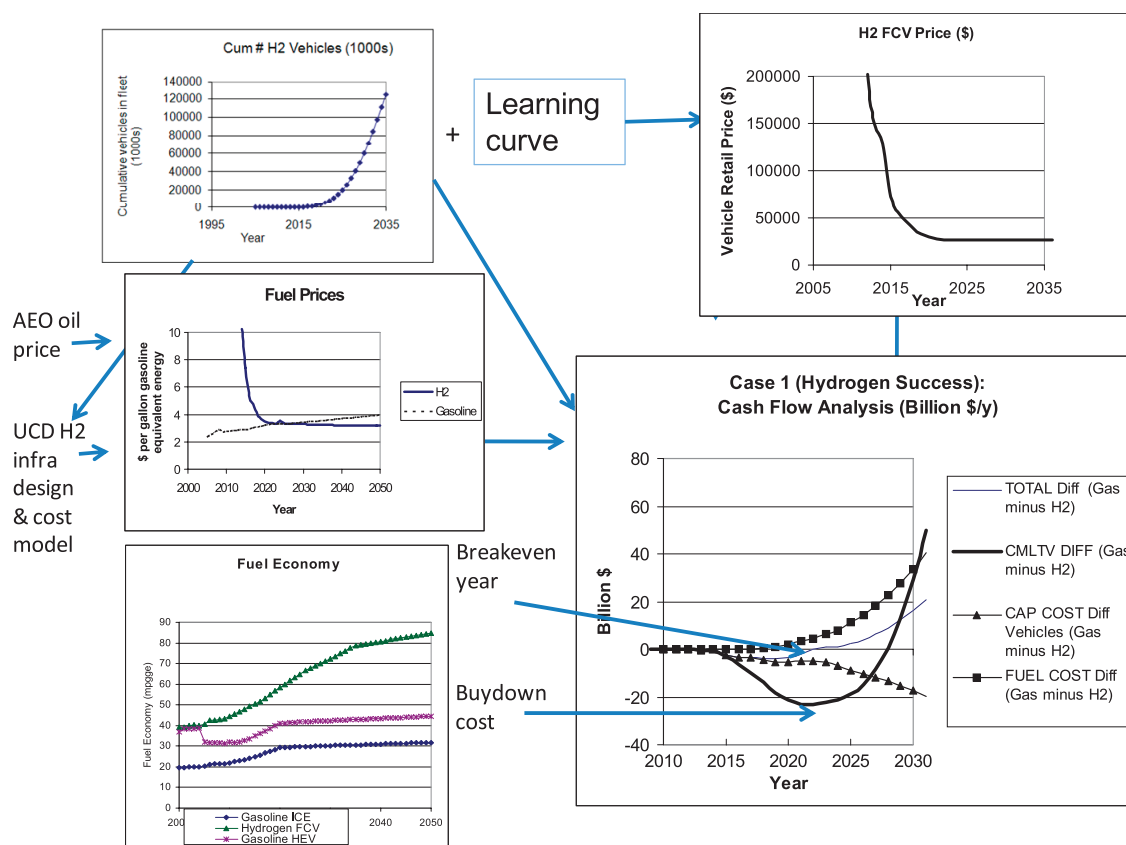 Cum # H2 Vehicles (1000s)
Cumulative vehicles in fleet
(1000s)
140000
120000
100000
80000
60000
40000
20000
0
1995
2015
2035
Year
+
Learning
curve
H2 FCV Price ($)
Vehicle Retail Price ($)
200000
150000
100000
50000
0
2005
2015
2025
2035
Year
AEO oil
price
UCD H2
infra
design
& cost
model
Fuel Prices
$ per gallon gasoline
equivalent energy
10
8
6
4
2
0
2000
2010
2020
2030
2040
2050
Year
H2
Gasoline
Fuel Economy
Fuel Economy (mpgge)
90
80
70
60
50
40
30
20
10
0
200
2040
2050
Gasoline ICE
Hydrogen FCV
Gasoline HEV
Breakeven
year
Buydown
cost
Case 1 (Hydrogen Success):
Cash Flow Analysis (Billion $/y)
Billion $
80
60
40
20
0
-20
-40
2010
2015
2020
2025
2030
Year
TOTAL Diff (Gas
minus H2)
CMLTV DIFF (Gas
minus H2)
CAP COST Diff
Vehicles (Gas
minus H2)
FUEL COST Diff
(Gas minus H2)